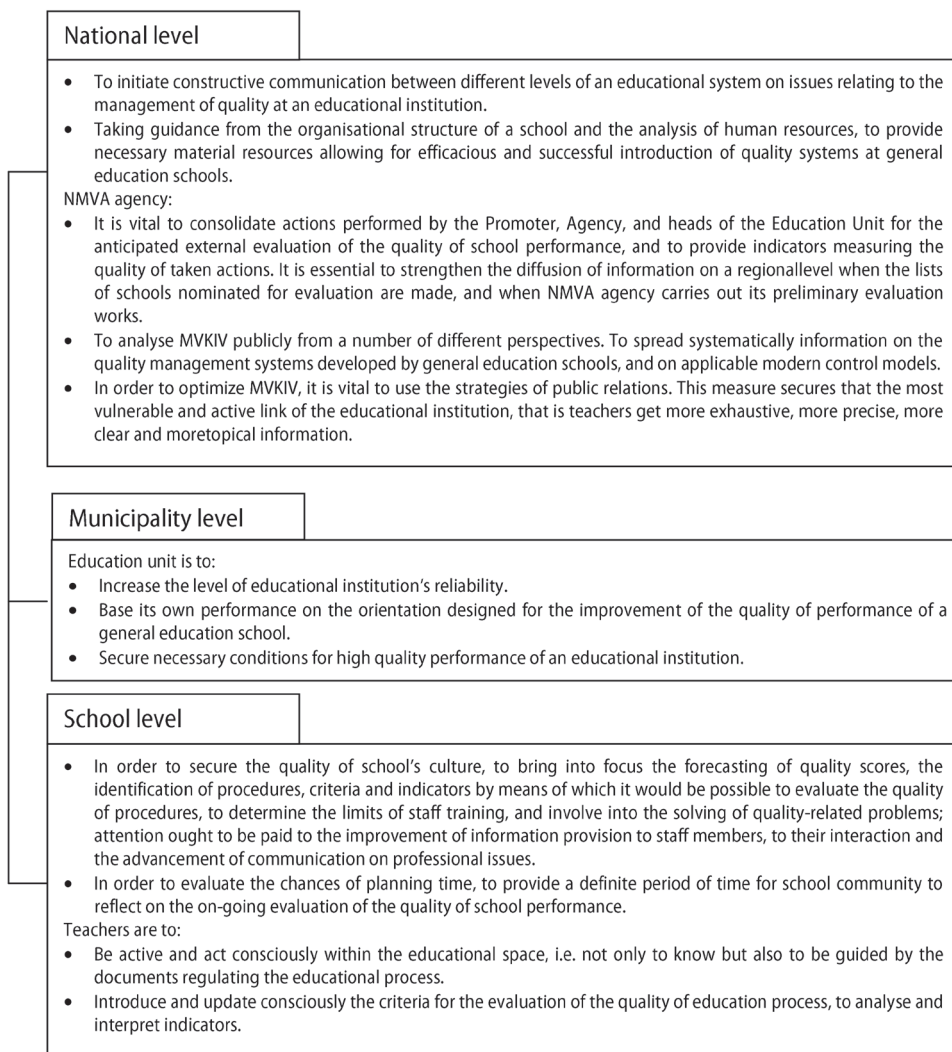 National level
• To initiate constructive communication between different levels of an educational system on issues relating to the
management of quality at an educational institution.
• Taking guidance from the organisational structure of a school and the analysis of human resources, to provide
necessary material resources allowing for efficacious and successful introduction of quality systems at general
education schools.
NMVA agency:
• It is vital to consolidate actions performed by the Promoter, Agency, and heads of the Education Unit for the
anticipated external evaluation of the quality of school performance, and to provide indicators measuring the
quality of taken actions. It is essential to strengthen the diffusion of information on a regionallevel when the lists
of schools nominated for evaluation are made, and when NMVA agency carries out its preliminary evaluation
works.
• To analyse MVKIV publicly from a number of different perspectives. To spread systematically information on the
quality management systems developed by general education schools, and on applicable modern control models.
• In order to optimize MVKIV, it is vital to use the strategies of public relations. This measure secures that the most
vulnerable and active link of the educational institution, that is teachers get more exhaustive, more precise, more
clear and moretopical information.
Municipality level
Education unit is to:
• Increase the level of educational institution's reliability.
• Base its own performance on the orientation designed for the improvement of the quality of performance of a
general education school.
• Secure necessary conditions for high quality performance of an educational institution.
School level
• In order to secure the quality of school's culture, to bring into focus the forecasting of quality scores, the
identification of procedures, criteria and indicators by means of which it would be possible to evaluate the quality
of procedures, to determine the limits of staff training, and involve into the solving of quality-related problems;
attention ought to be paid to the improvement of information provision to staff members, to their interaction and
the advancement of communication on professional issues.
• In order to evaluate the chances of planning time, to provide a definite period of time for school community to
reflect on the on-going evaluation of the quality of school performance.
Teachers are to:
• Be active and act consciously within the educational space, i.e. not only to know but also to be guided by the
documents regulating the educational process.
• Introduce and update consciously the criteria for the evaluation of the quality of education process, to analyse and
interpret indicators.